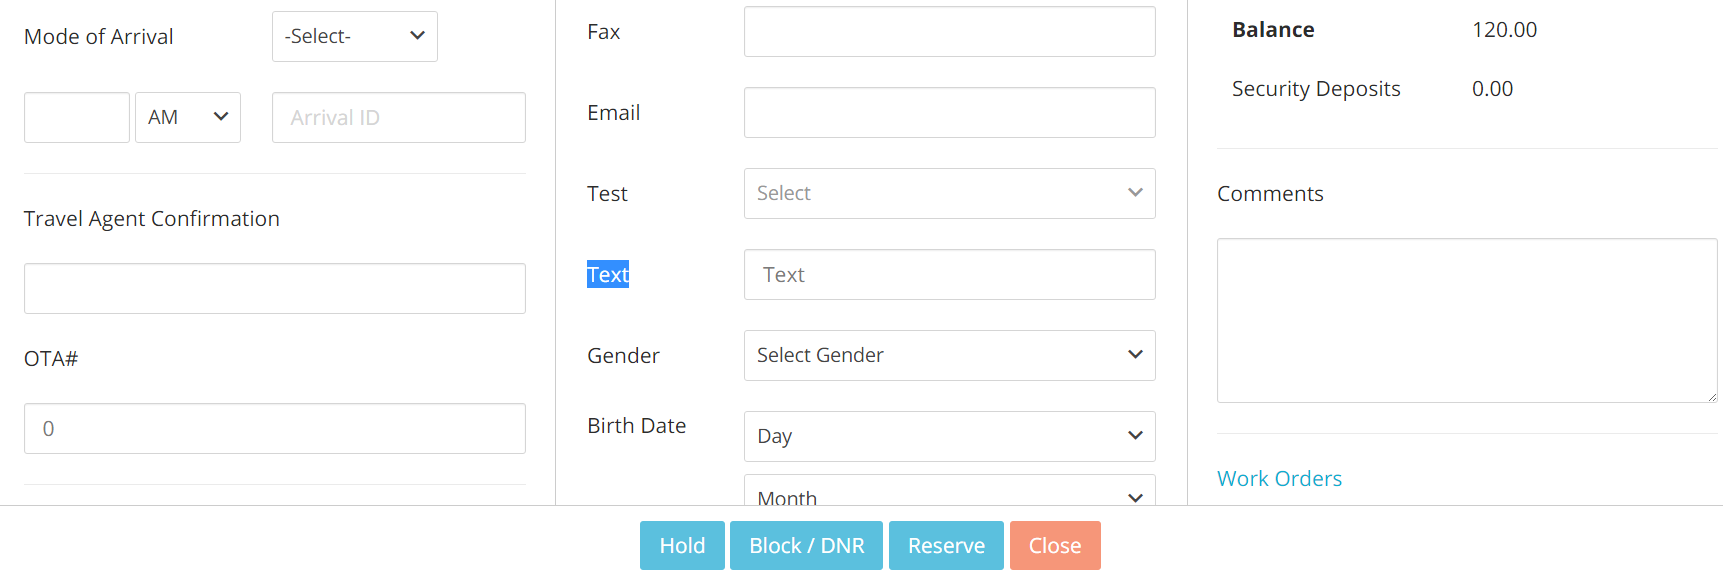 Mode of Arrival
-Select-
AM
Arrival ID
Travel Agent Confirmation
OTA#
0
Fax
Email
Test
Select
Text
Text
Gender
Select Gender
Birth Date
Day
Month
Balance 120.00
Security Deposits 0.00
Comments
Work Orders
Hold
Block / DNR
Reserve
Close